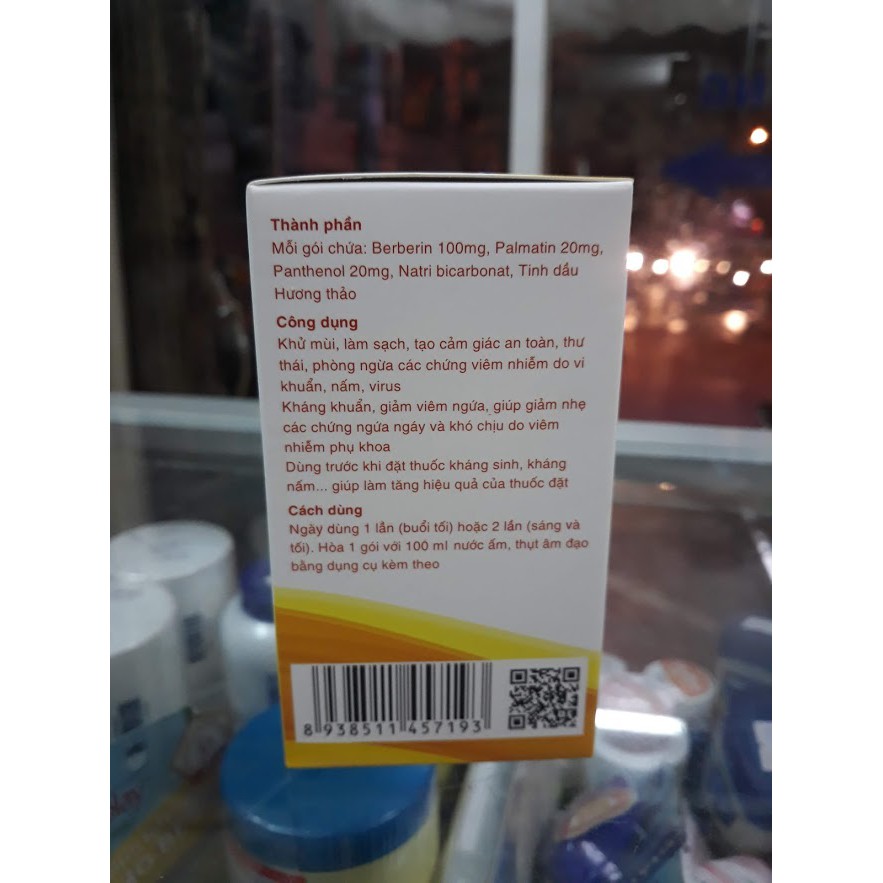 Thành phần
Mỗi gói chứa: Berberin 100mg, Palmatin 20mg,
Panthenol 20mg, Natri bicarbonat, Tinh dầu
Hương thảo
Công dụng
Khử mùi, làm sạch, tạo cảm giác an toàn, thư
thái, phòng ngừa các chứng viêm nhiễm do vi
khuẩn, nấm, virus
Kháng khuẩn, giảm viêm ngứa, giúp giảm nhẹ
các chứng ngứa ngáy và khó chịu do viêm
nhiễm phụ khoa
Dùng trước khi đặt thuốc kháng sinh, kháng
nấm... giúp làm tăng hiệu quả của thuốc đặt
Cách dùng
Ngày dùng 1 lần (buổi tối) hoặc 2 lần (sáng và
tối). Hòa 1 gói với 100 ml nước ấm, thụt âm đạo
bằng dụng cụ kèm theo
8 938511 457193